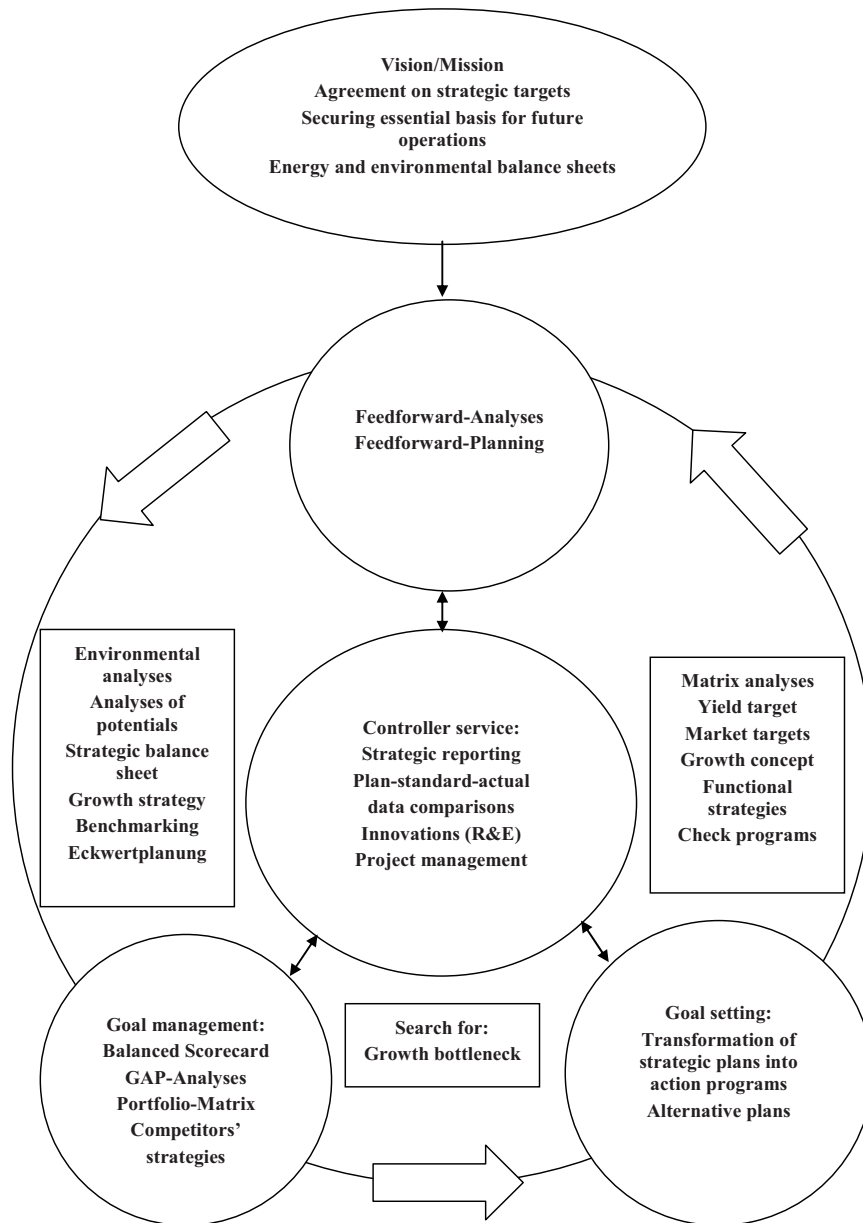 Vision/Mission
Agreement on strategic targets
Securing essential basis for future
operations
Energy and environmental balance sheets
Feedforward-Analyses
Feedforward-Planning
Environmental
analyses
Analyses of
potentials
Strategic balance
sheet
Growth strategy
Benchmarking
Eckwertplanung
Controller service:
Strategic reporting
Plan-standard-actual
data comparisons
Innovations (R&E)
Project management
Matrix analyses
Yield target
Market targets
Growth concept
Functional
strategies
Check programs
Goal management:
Balanced Scorecard
GAP-Analyses
Portfolio-Matrix
Competitors’
strategies
Search for:
Growth bottleneck
Goal setting:
Transformation of
strategic plans into
action programs
Alternative plans